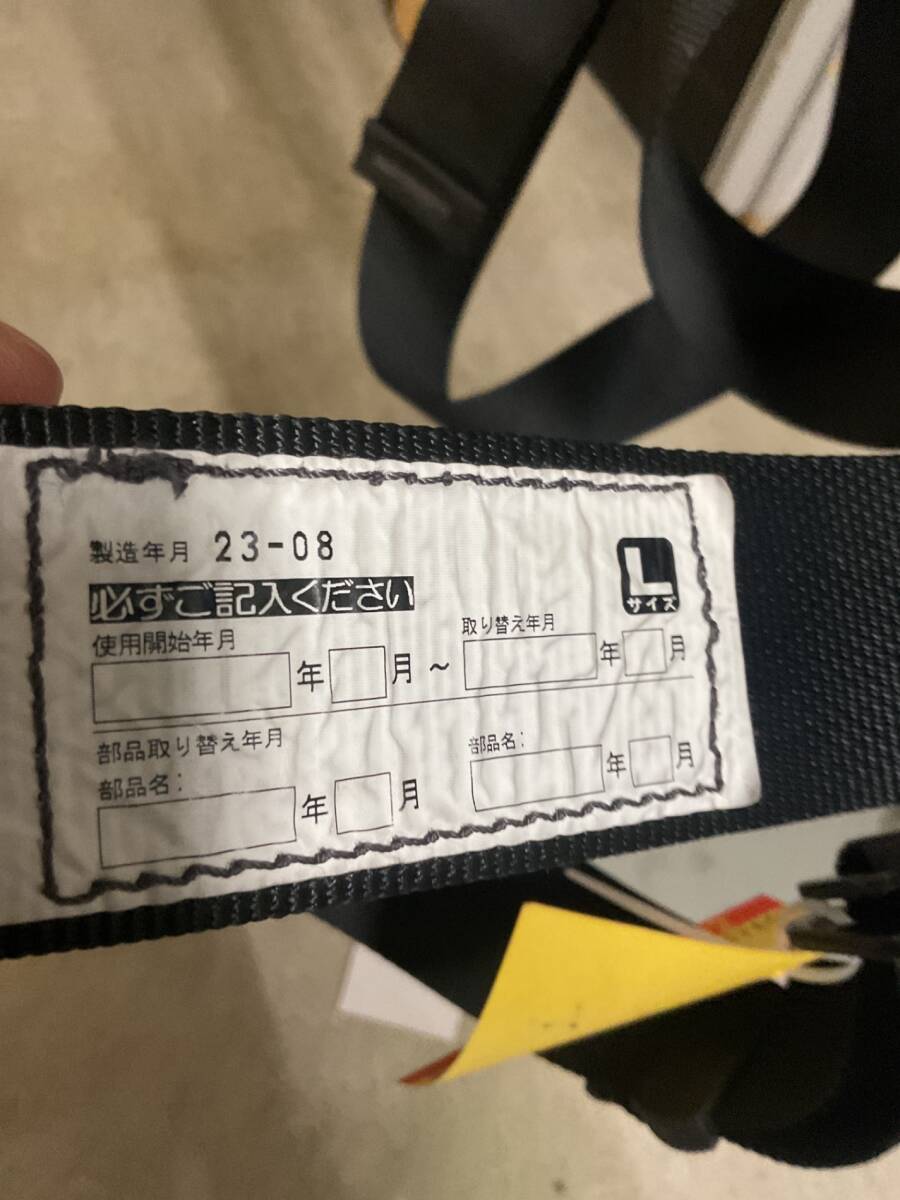 製造年月 23-08
必ずご記入ください
L
サイズ
使用開始年月 取り替え年月
年 月 ～ 年 月
部品取り替え年月
部品名: 部品名:
年 月 年 月